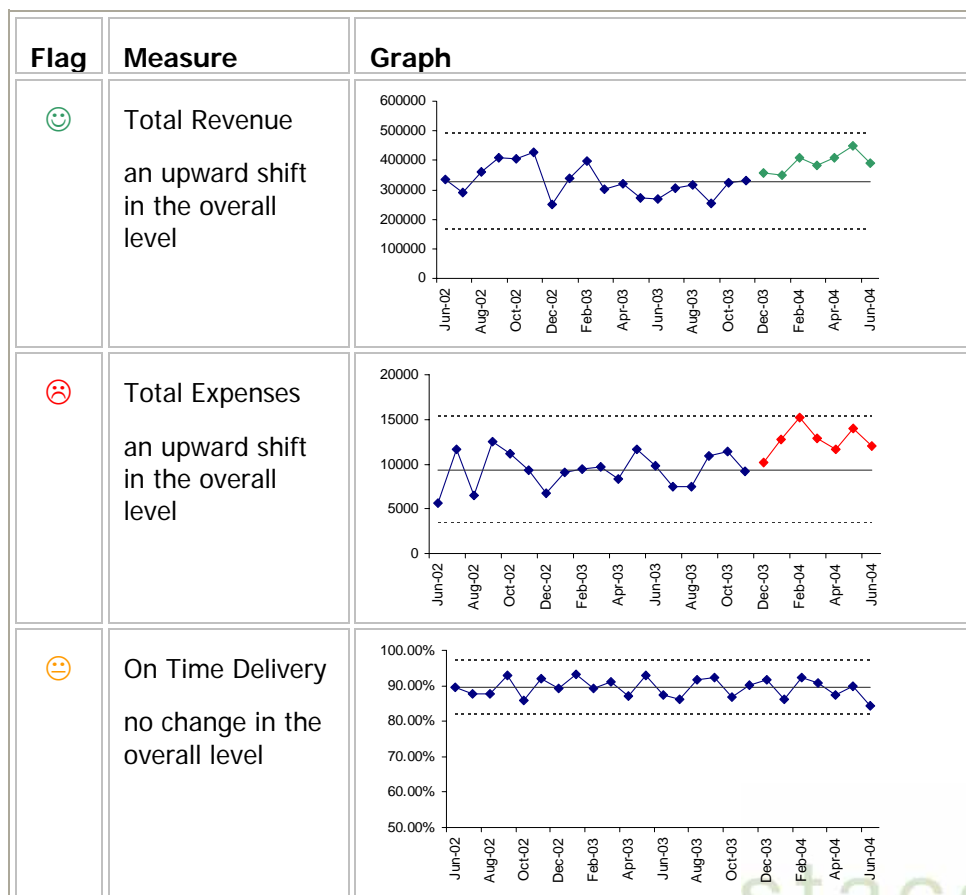 Flag Measure Graph
Total Revenue
an upward shift
in the overall
level
600000
500000
400000
300000
200000
100000
0
Jun-02 Aug-02 Oct-02 Dec-02 Feb-03 Apr-03 Jun-03 Aug-03 Oct-03 Dec-03 Feb-04 Apr-04 Jun-04
Total Expenses
an upward shift
in the overall
level
20000
15000
10000
5000
0
Jun-02 Aug-02 Oct-02 Dec-02 Feb-03 Apr-03 Jun-03 Aug-03 Oct-03 Dec-03 Feb-04 Apr-04 Jun-04
On Time Delivery
no change in the
overall level
100.00%
90.00%
80.00%
70.00%
60.00%
50.00%
Jun-02 Aug-02 Oct-02 Dec-02 Feb-03 Apr-03 Jun-03 Aug-03 Oct-03 Dec-03 Feb-04 Apr-04 Jun-04